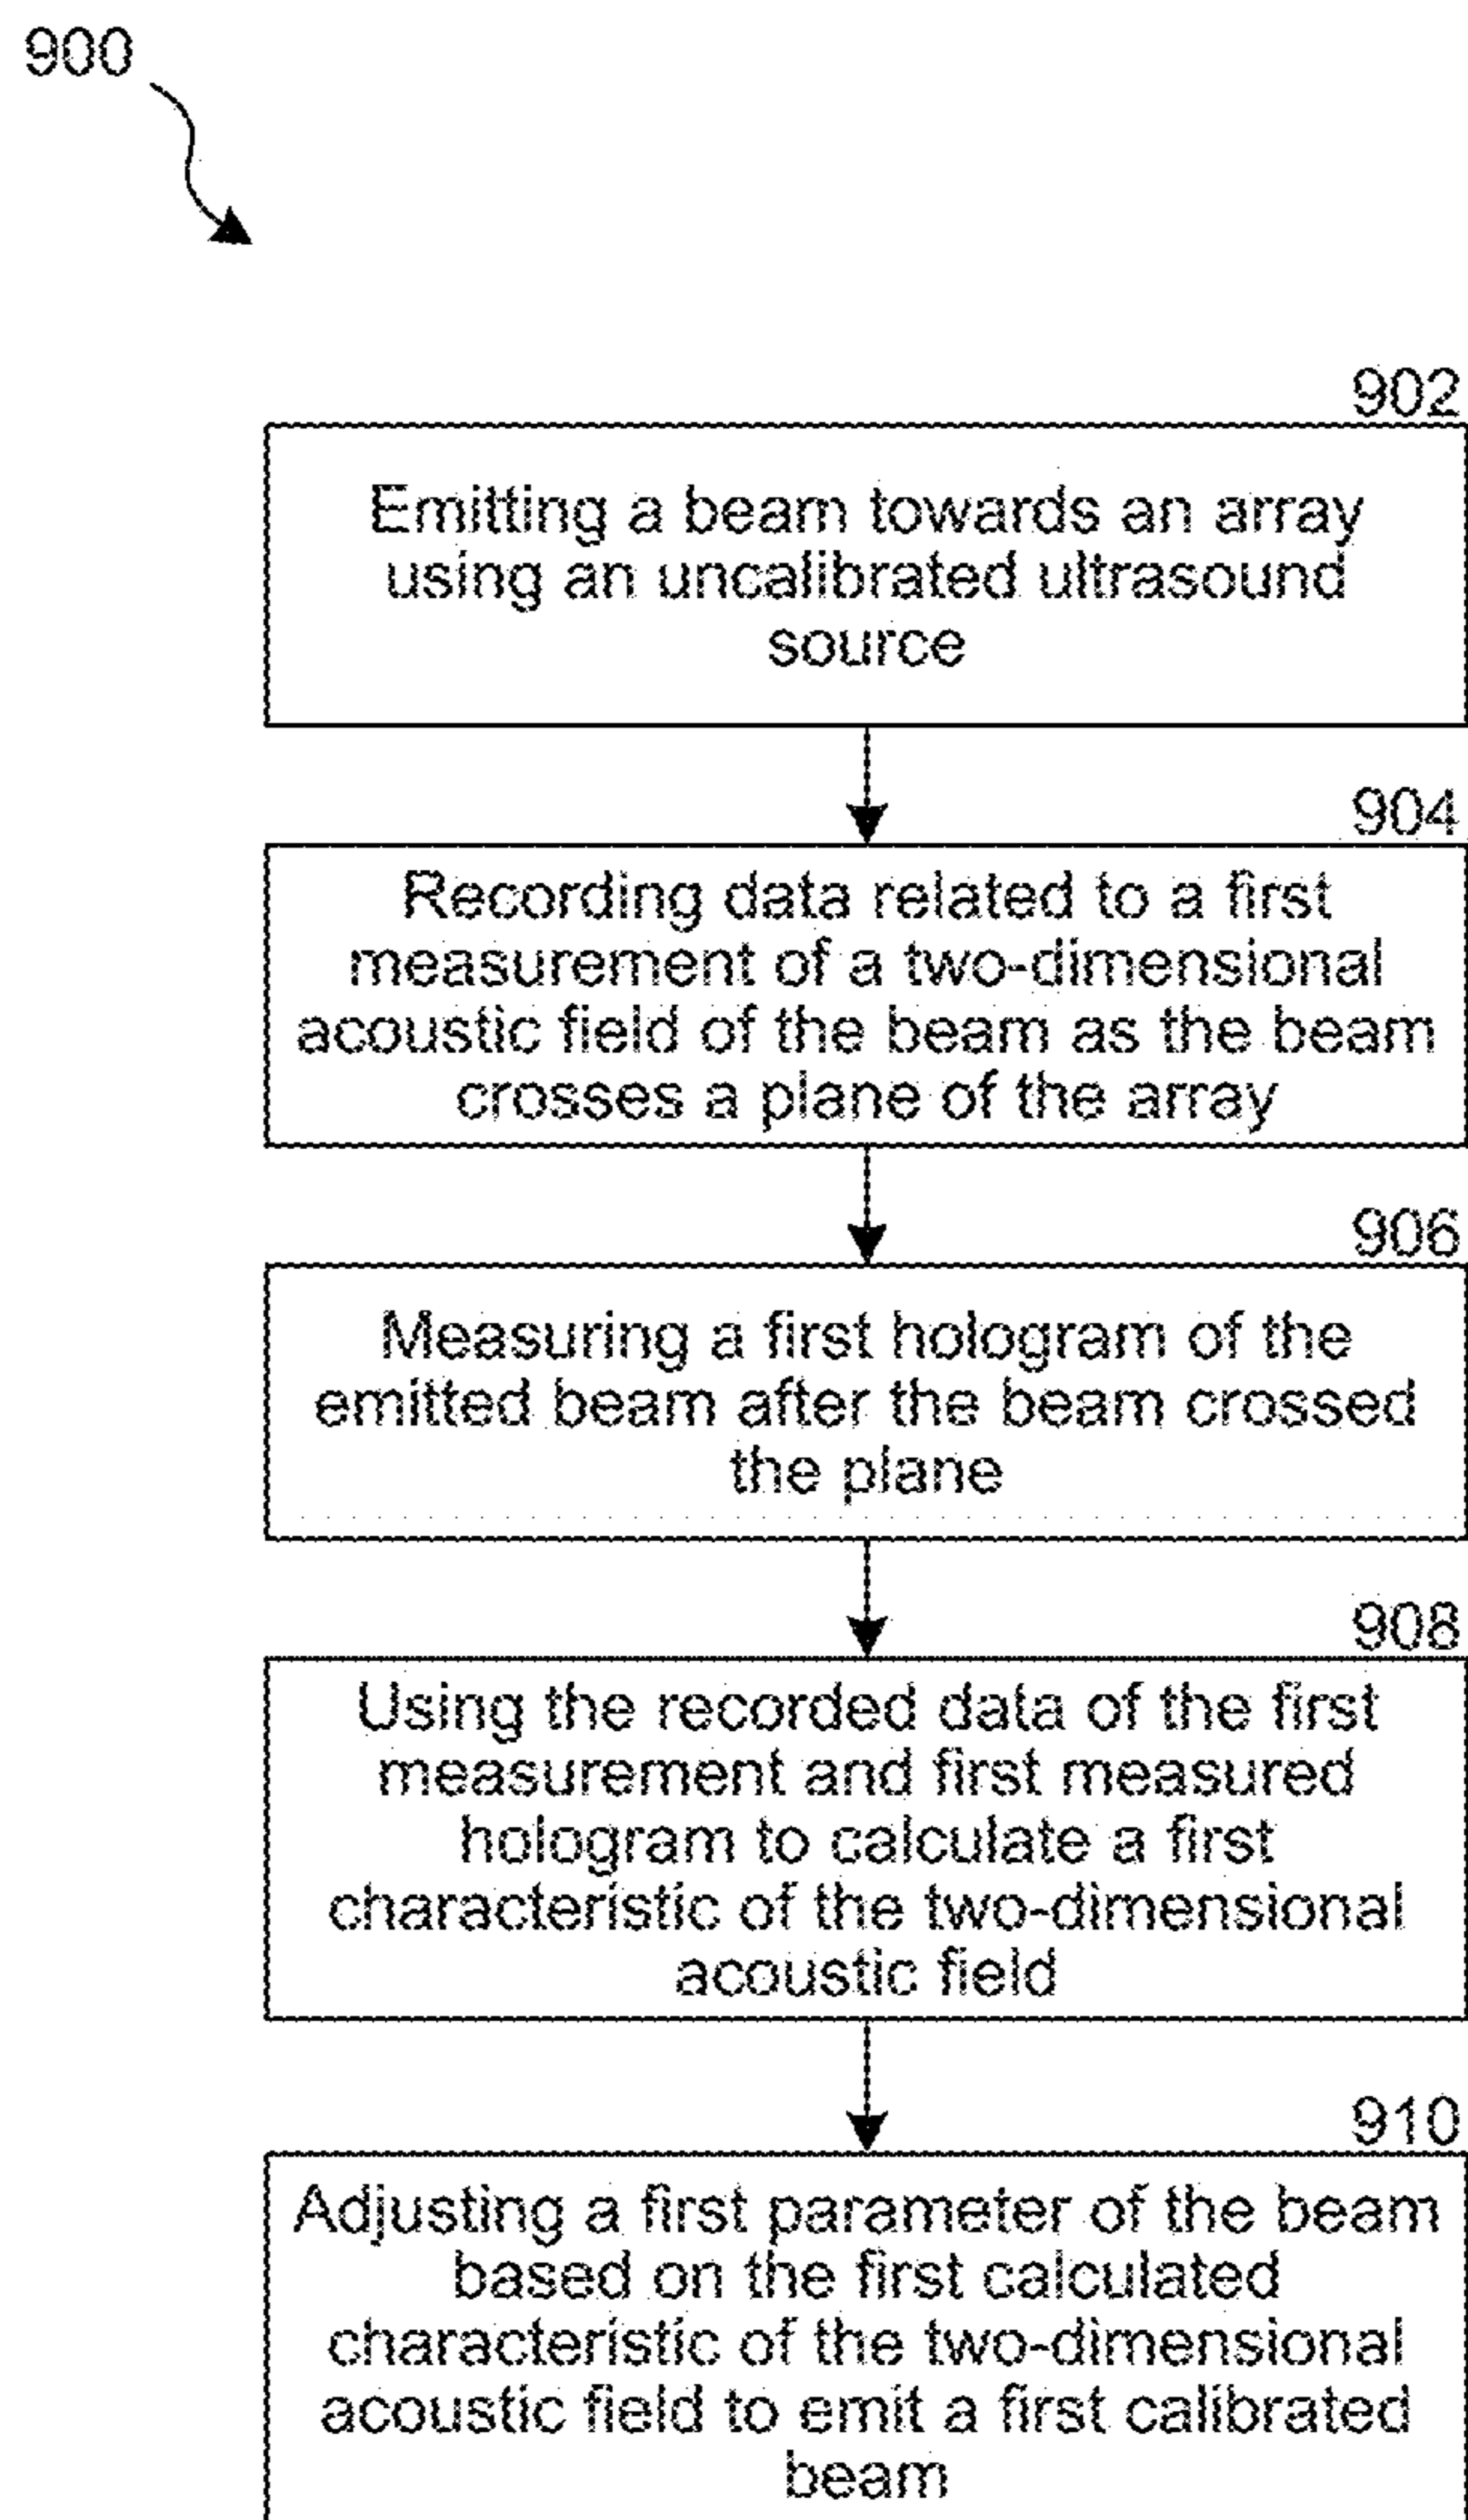 900
902
Emitting a beam towards an array
using an uncalibrated ultrasound
source
904
Recording data related to a first
measurement of a two-dimensional
acoustic field of the beam as the beam
crosses a plane of the array
906
Measuring a first hologram of the
emitted beam after the beam crossed
the plane
908
Using the recorded data of the first
measurement and first measured
hologram to calculate a first
characteristic of the two-dimensional
acoustic field
910
Adjusting a first parameter of the beam
based on the first calculated
characteristic of the two-dimensional
acoustic field to emit a first calibrated
beam